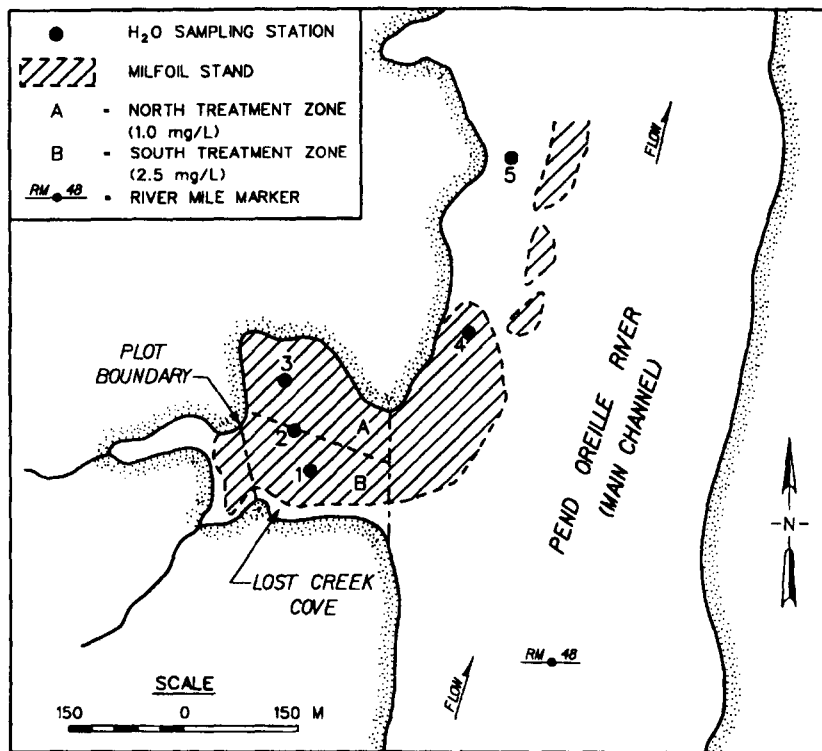 H₂O SAMPLING STATION
MILFOIL STAND
A - NORTH TREATMENT ZONE
(1.0 mg/L)
B - SOUTH TREATMENT ZONE
(2.5 mg/L)
RM 48 - RIVER MILE MARKER
5
FLOW
4
PLOT
BOUNDARY
3
A
2
1
B
PEND OREILLE RIVER
(MAIN CHANNEL)
-N-
LOST CREEK
COVE
RM 48
FLOW
SCALE
150 0 150 M